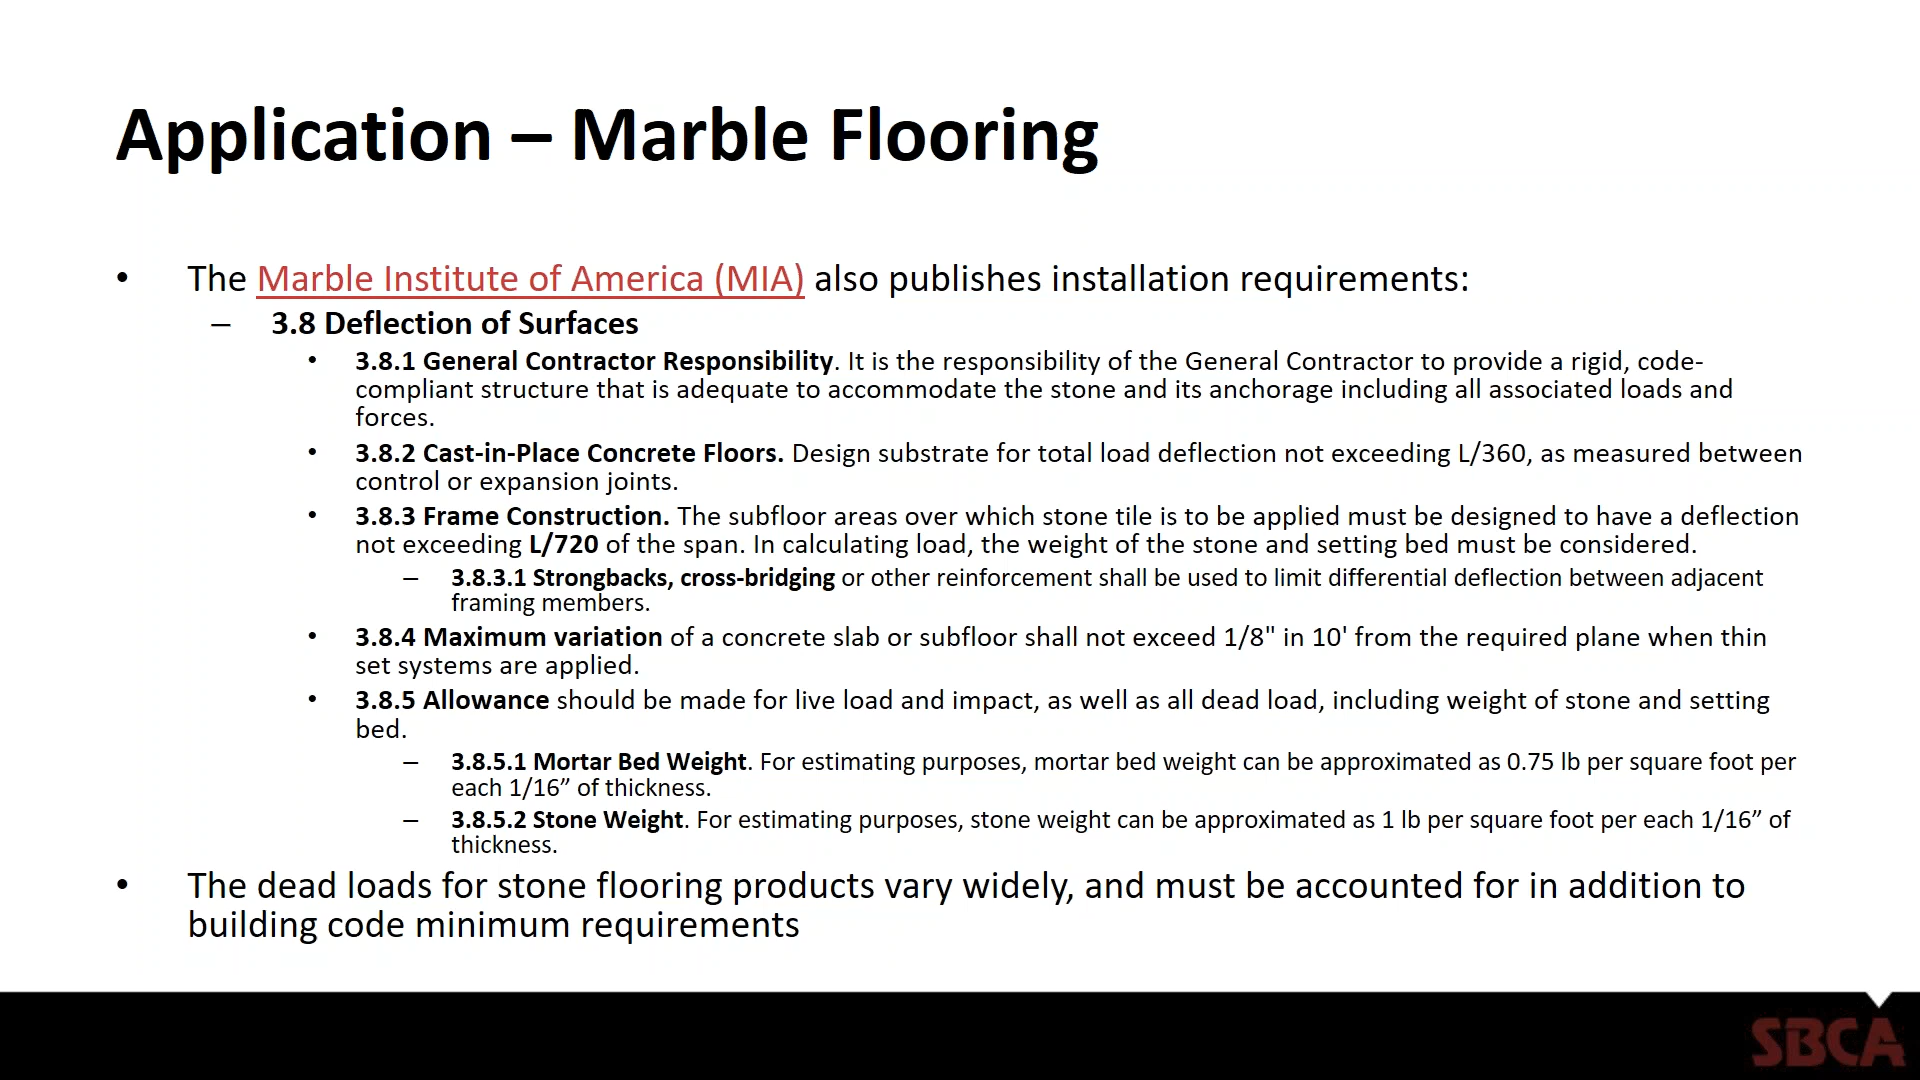 Application – Marble Flooring
• The Marble Institute of America (MIA) also publishes installation requirements:
– 3.8 Deflection of Surfaces
• 3.8.1 General Contractor Responsibility. It is the responsibility of the General Contractor to provide a rigid, code-
compliant structure that is adequate to accommodate the stone and its anchorage including all associated loads and
forces.
• 3.8.2 Cast-in-Place Concrete Floors. Design substrate for total load deflection not exceeding L/360, as measured between
control or expansion joints.
• 3.8.3 Frame Construction. The subfloor areas over which stone tile is to be applied must be designed to have a deflection
not exceeding L/720 of the span. In calculating load, the weight of the stone and setting bed must be considered.
– 3.8.3.1 Strongbacks, cross-bridging or other reinforcement shall be used to limit differential deflection between adjacent
framing members.
• 3.8.4 Maximum variation of a concrete slab or subfloor shall not exceed 1/8" in 10' from the required plane when thin
set systems are applied.
• 3.8.5 Allowance should be made for live load and impact, as well as all dead load, including weight of stone and setting
bed.
– 3.8.5.1 Mortar Bed Weight. For estimating purposes, mortar bed weight can be approximated as 0.75 lb per square foot per
each 1/16” of thickness.
– 3.8.5.2 Stone Weight. For estimating purposes, stone weight can be approximated as 1 lb per square foot per each 1/16” of
thickness.
• The dead loads for stone flooring products vary widely, and must be accounted for in addition to
building code minimum requirements
SBCA